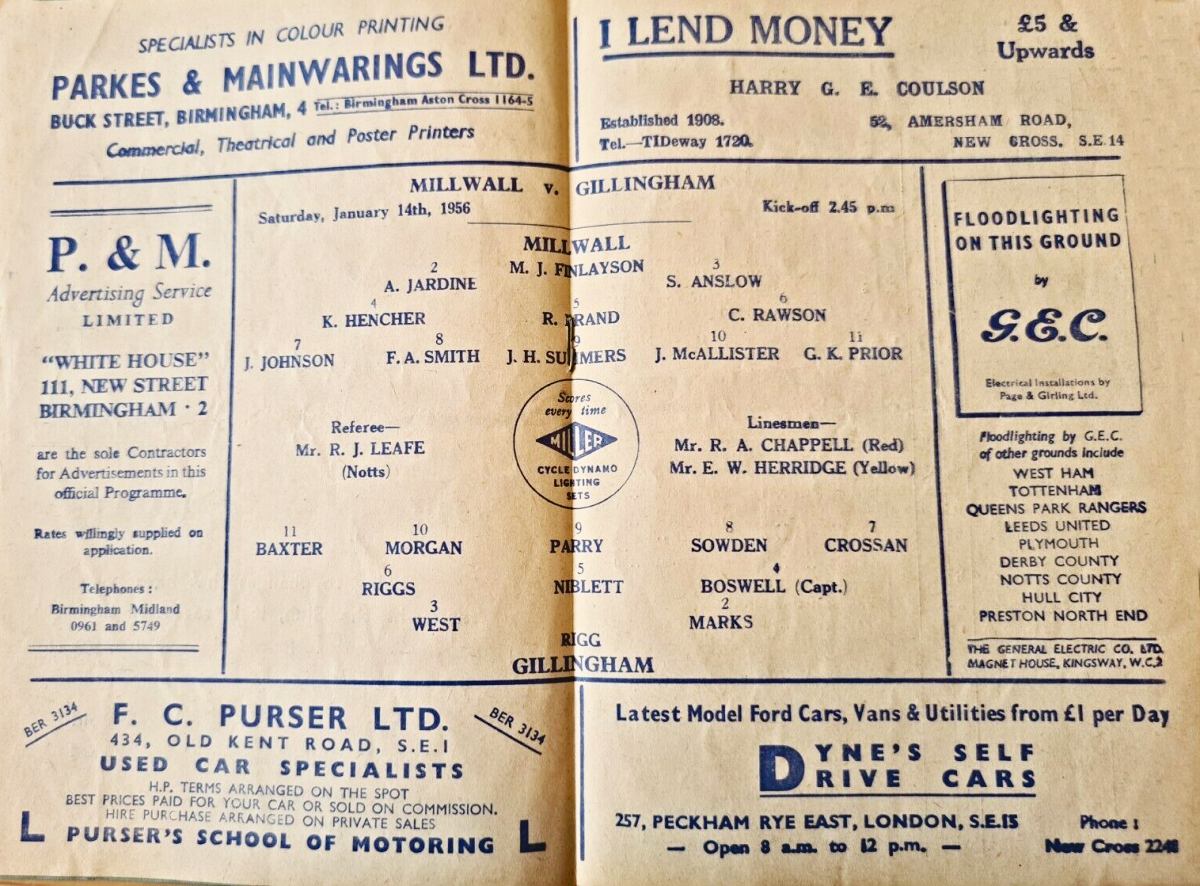 SPECIALISTS IN COLOUR PRINTING
PARKES & MAINWARINGS LTD.
BUCK STREET, BIRMINGHAM, 4 Tel.: Birmingham Aston Cross 1164-5
Commercial, Theatrical and Poster Printers
I LEND MONEY
£5 &
Upwards
HARRY G. E. COULSON
Established 1908.
52, AMERSHAM ROAD,
Tel.—TIDeway 1720.
NEW CROSS. S.E.14
P. & M.
Advertising Service
LIMITED
"WHITE HOUSE"
111, NEW STREET
BIRMINGHAM · 2
are the sole Contractors
for Advertisements in this
official Programme.
Rates willingly supplied on
application.
Telephones :
Birmingham Midland
0961 and 5749
MILLWALL v. GILLINGHAM
Saturday, January 14th, 1956
Kick-off 2.45 p.m
MILLWALL
M. J. FINLAYSON
2 3
A. JARDINE S. ANSLOW
4 5 6
K. HENCHER R. BRAND C. RAWSON
7 8 9 10 11
J. JOHNSON F. A. SMITH J. H. SUMMERS J. McALLISTER G. K. PRIOR
Referee—
Mr. R. J. LEAFE
(Notts)
Scores
every time
MILLER
CYCLE DYNAMO
LIGHTING
SETS
Linesmen—
Mr. R. A. CHAPPELL (Red)
Mr. E. W. HERRIDGE (Yellow)
11 10 9 8 7
BAXTER MORGAN PARRY SOWDEN CROSSAN
6 5 4
RIGGS NIBLETT BOSWELL (Capt.)
3 2
WEST MARKS
RIGG
GILLINGHAM
FLOODLIGHTING
ON THIS GROUND
by
G.E.C.
Electrical Installations by
Page & Girling Ltd.
Floodlighting by G.E.C.
of other grounds include
WEST HAM
TOTTENHAM
QUEENS PARK RANGERS
LEEDS UNITED
PLYMOUTH
DERBY COUNTY
NOTTS COUNTY
HULL CITY
PRESTON NORTH END
THE GENERAL ELECTRIC CO. LTD.
MAGNET HOUSE, KINGSWAY, W.C.2
BER 3134
F. C. PURSER LTD.
BER 3134
434, OLD KENT ROAD, S.E.1
USED CAR SPECIALISTS
H.P. TERMS ARRANGED ON THE SPOT
BEST PRICES PAID FOR YOUR CAR OR SOLD ON COMMISSION.
HIRE PURCHASE ARRANGED ON PRIVATE SALES
L PURSER'S SCHOOL OF MOTORING L
Latest Model Ford Cars, Vans & Utilities from £1 per Day
DYNE'S SELF
DRIVE CARS
257, PECKHAM RYE EAST, LONDON, S.E.15
Phone :
— Open 8 a.m. to 12 p.m. —
New Cross 2248